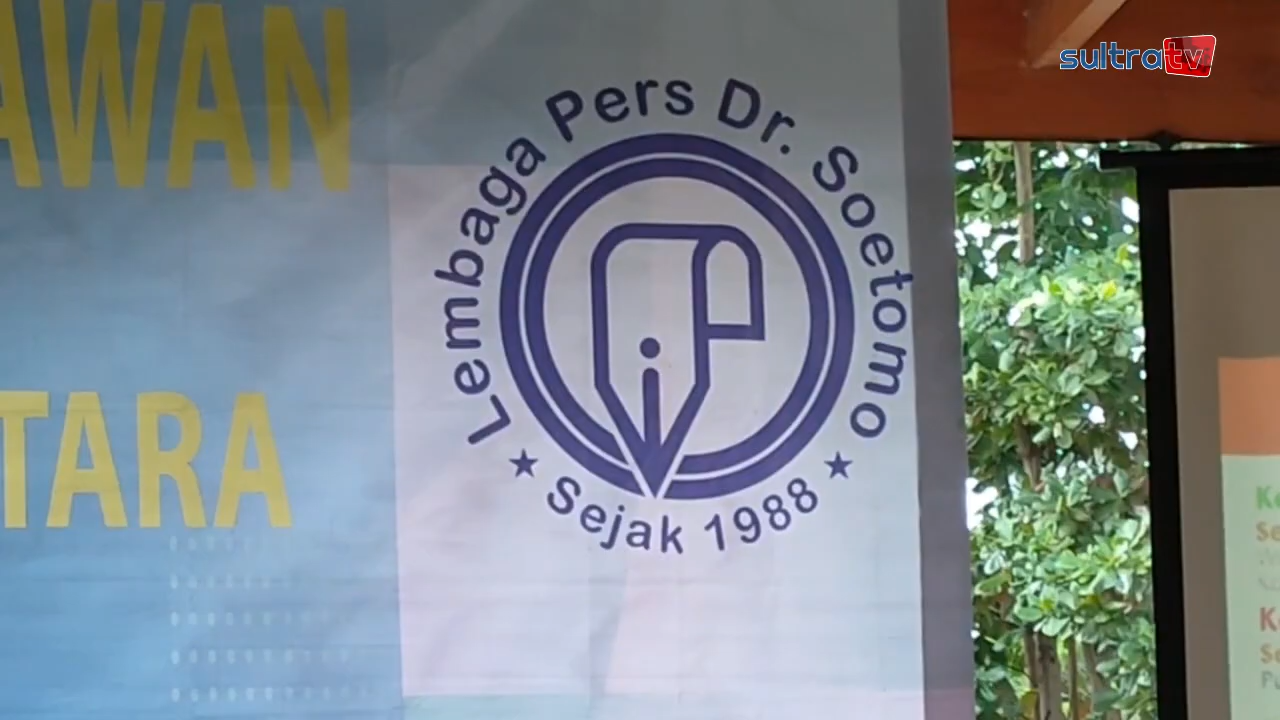 AWAN
TARA
Lembaga Pers Dr. Soetomo
★ Sejak 1988 ★
sultratv